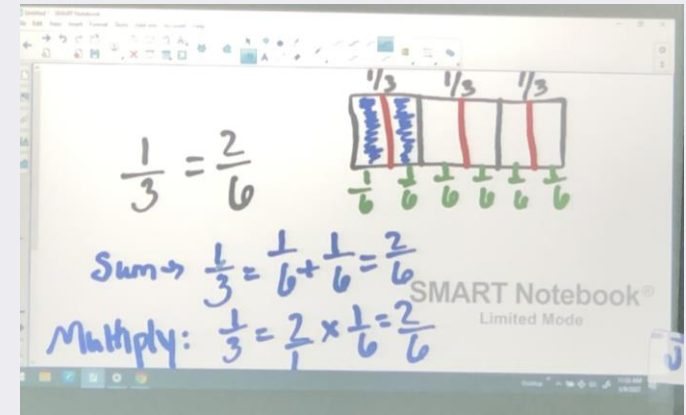 SMART Notebook
1/3 1/3 1/3
1/3 = 2/6
1/6 1/6 1/6 1/6 1/6 1/6
Sum→ 1/3 = 1/6 + 1/6 = 2/6
SMART Notebook®
Limited Mode
Multiply: 1/3 = 2/1 × 1/6 = 2/6